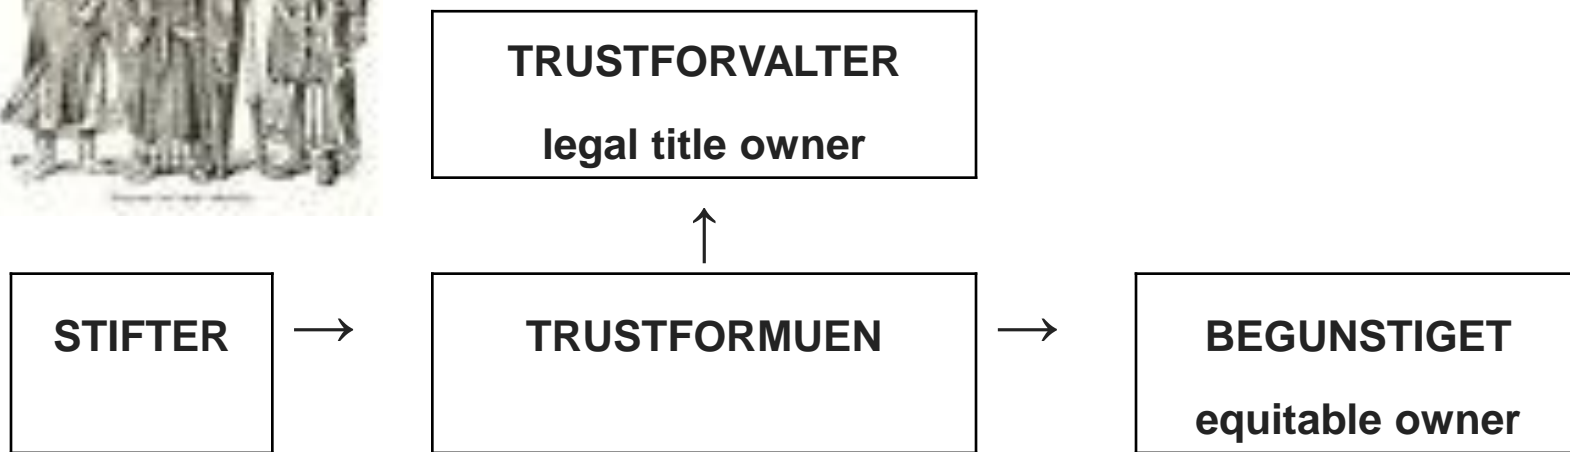 TRUSTFORVALTER
legal title owner
↑
STIFTER → TRUSTFORMUEN → BEGUNSTIGET
equitable owner